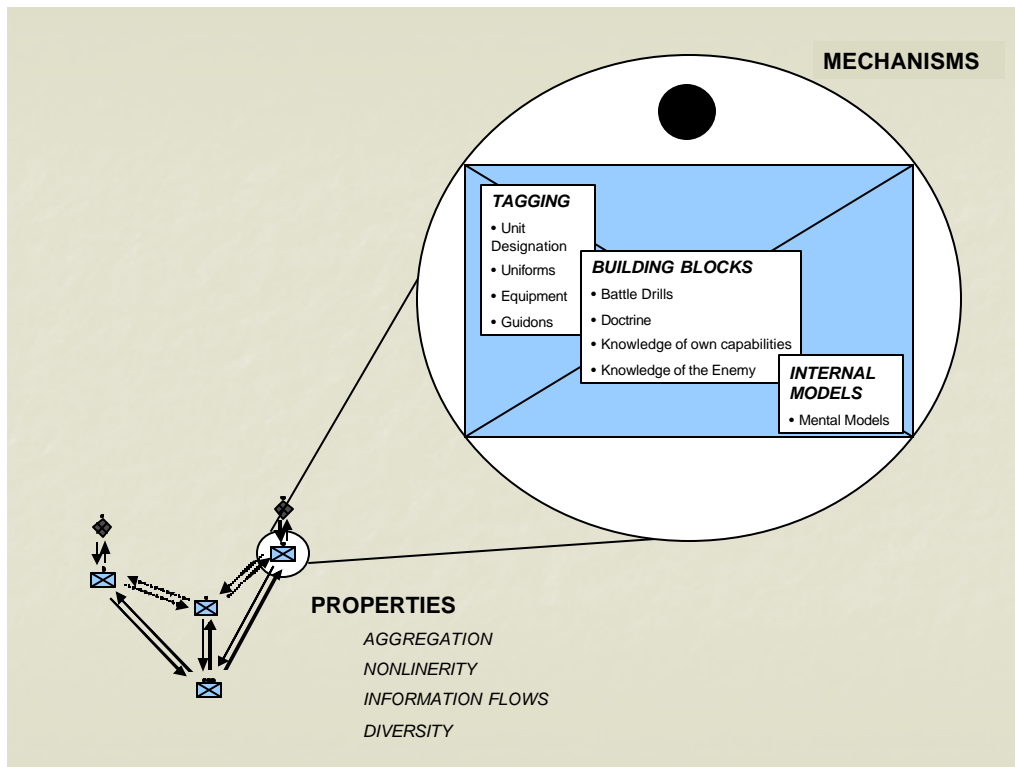 MECHANISMS
TAGGING
• Unit
Designation
• Uniforms
• Equipment
• Guidons
BUILDING BLOCKS
• Battle Drills
• Doctrine
• Knowledge of own capabilities
• Knowledge of the Enemy
INTERNAL
MODELS
• Mental Models
PROPERTIES
AGGREGATION
NONLINERITY
INFORMATION FLOWS
DIVERSITY